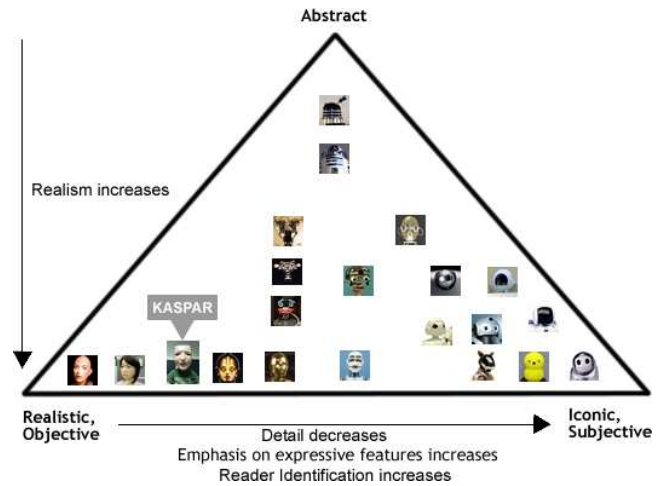 Abstract
Realism increases
KASPAR
Realistic,
Objective
Iconic,
Subjective
Detail decreases
Emphasis on expressive features increases
Reader Identification increases